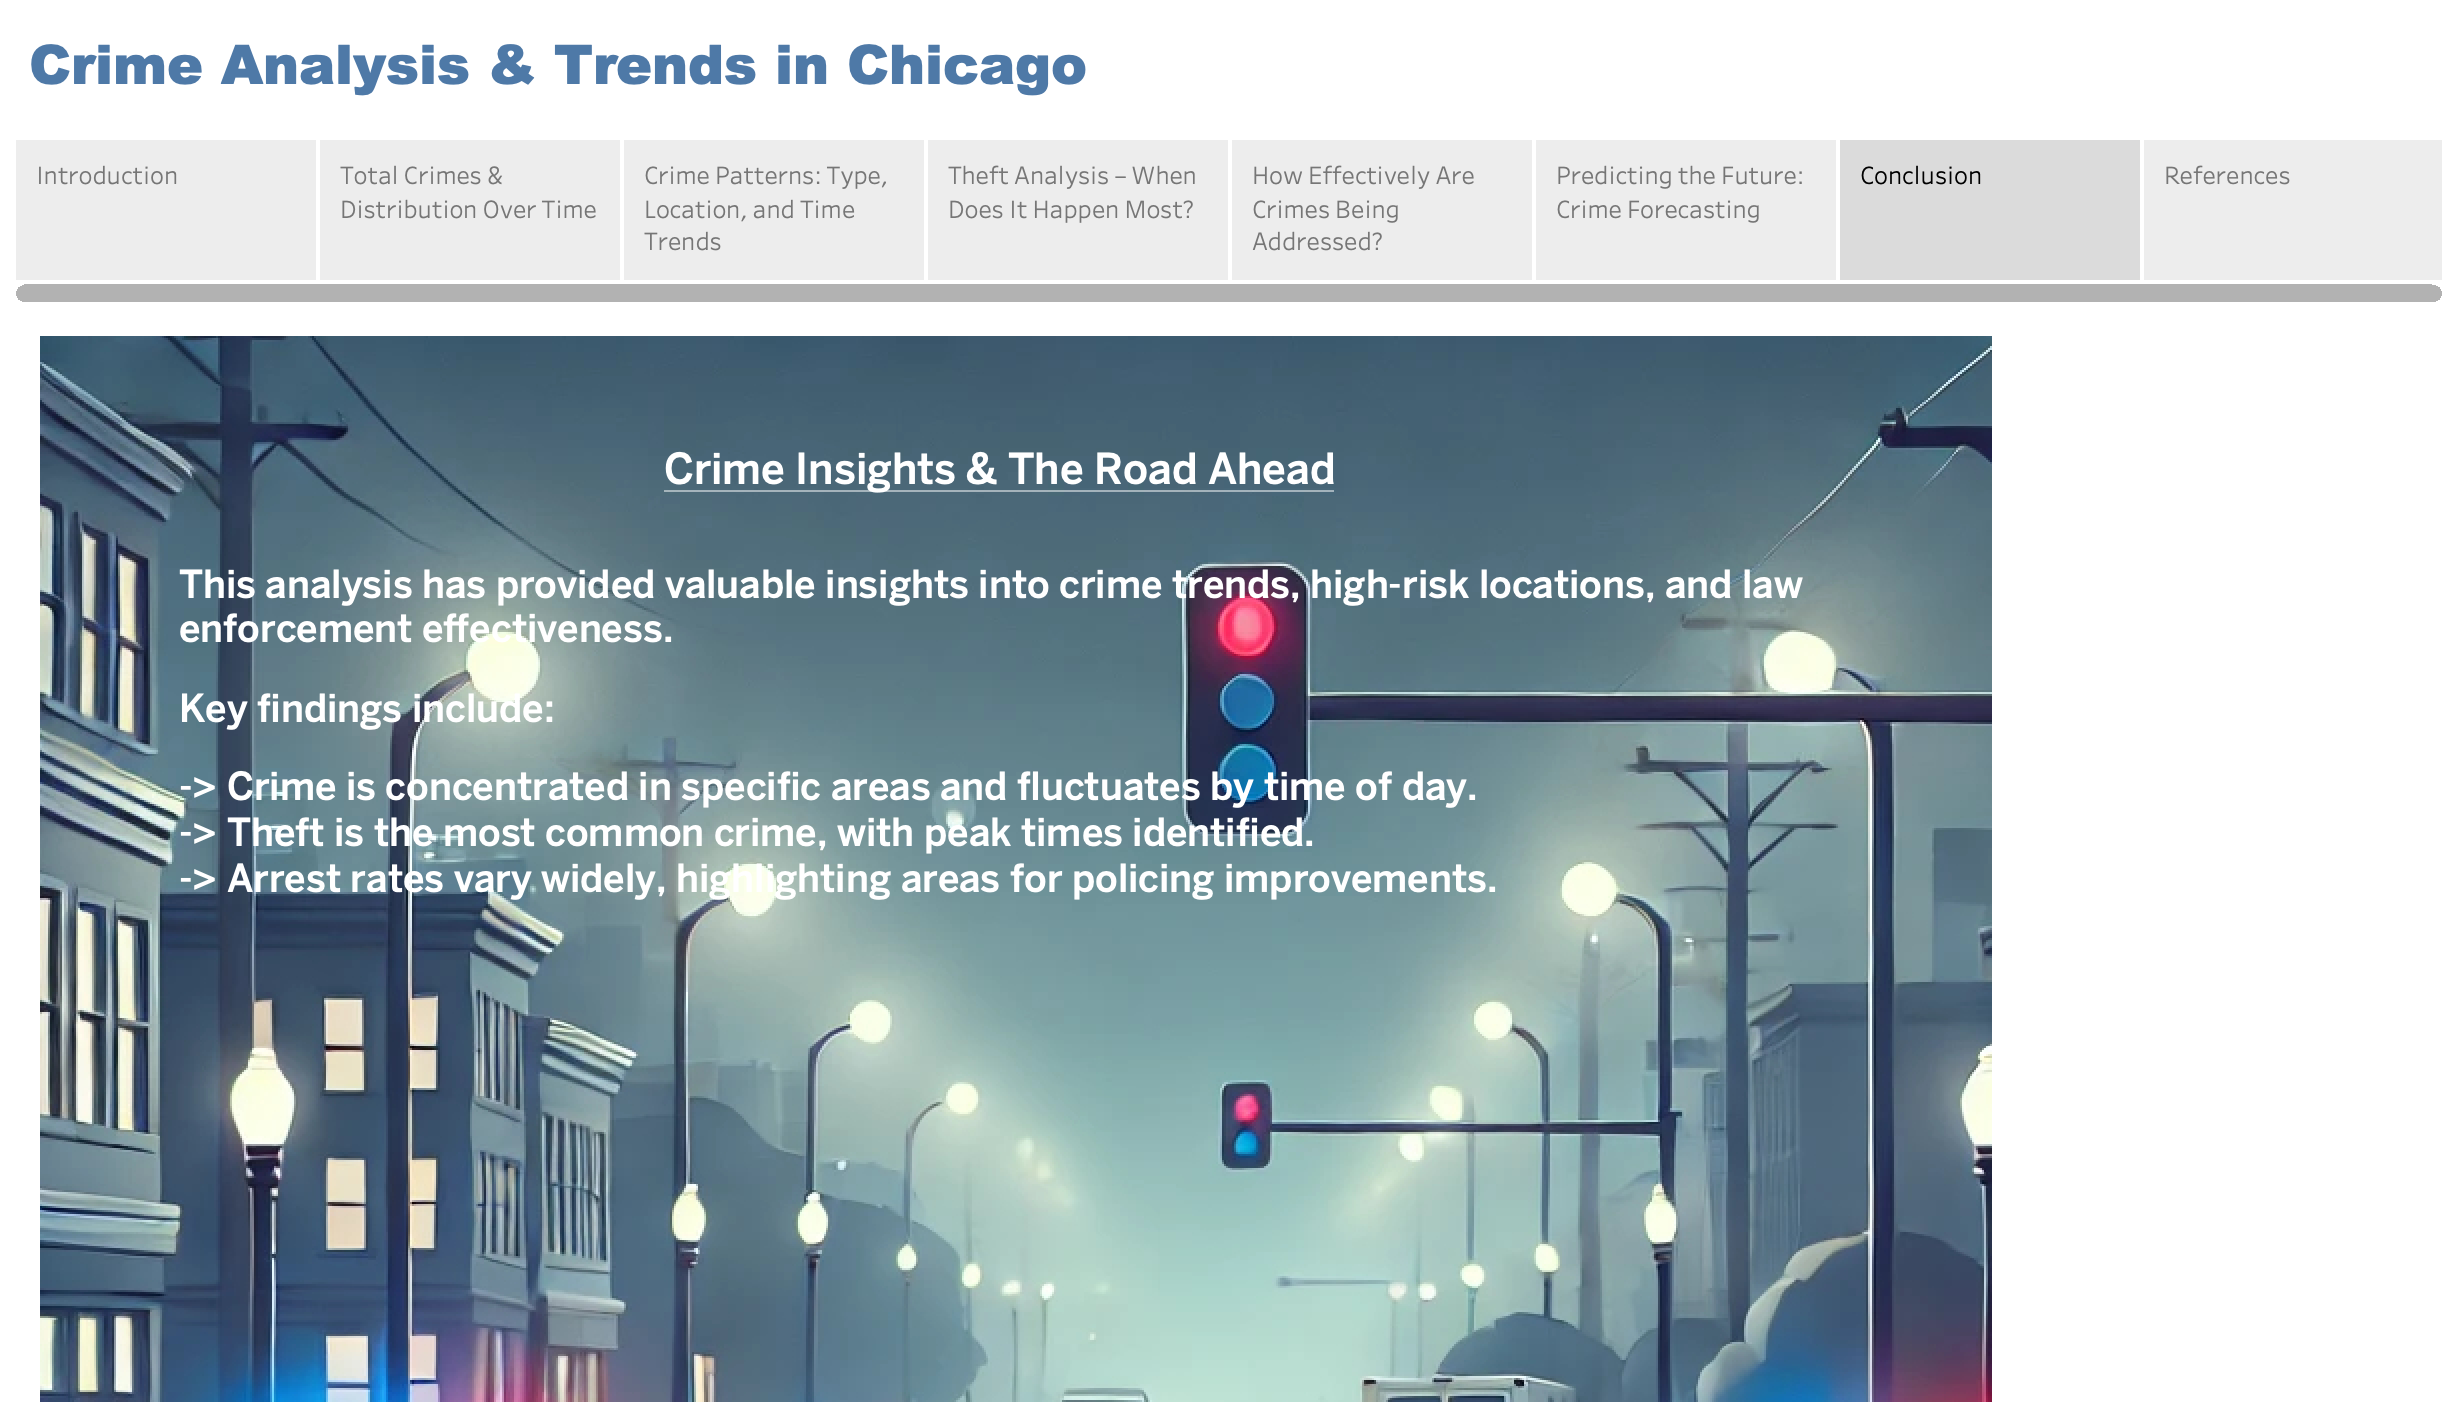 Crime Analysis & Trends in Chicago
Introduction
Total Crimes &
Distribution Over Time
Crime Patterns: Type,
Location, and Time
Trends
Theft Analysis – When
Does It Happen Most?
How Effectively Are
Crimes Being
Addressed?
Predicting the Future:
Crime Forecasting
Conclusion
References
Crime Insights & The Road Ahead
This analysis has provided valuable insights into crime trends, high-risk locations, and law
enforcement effectiveness.
Key findings include:
-> Crime is concentrated in specific areas and fluctuates by time of day.
-> Theft is the most common crime, with peak times identified.
-> Arrest rates vary widely, highlighting areas for policing improvements.